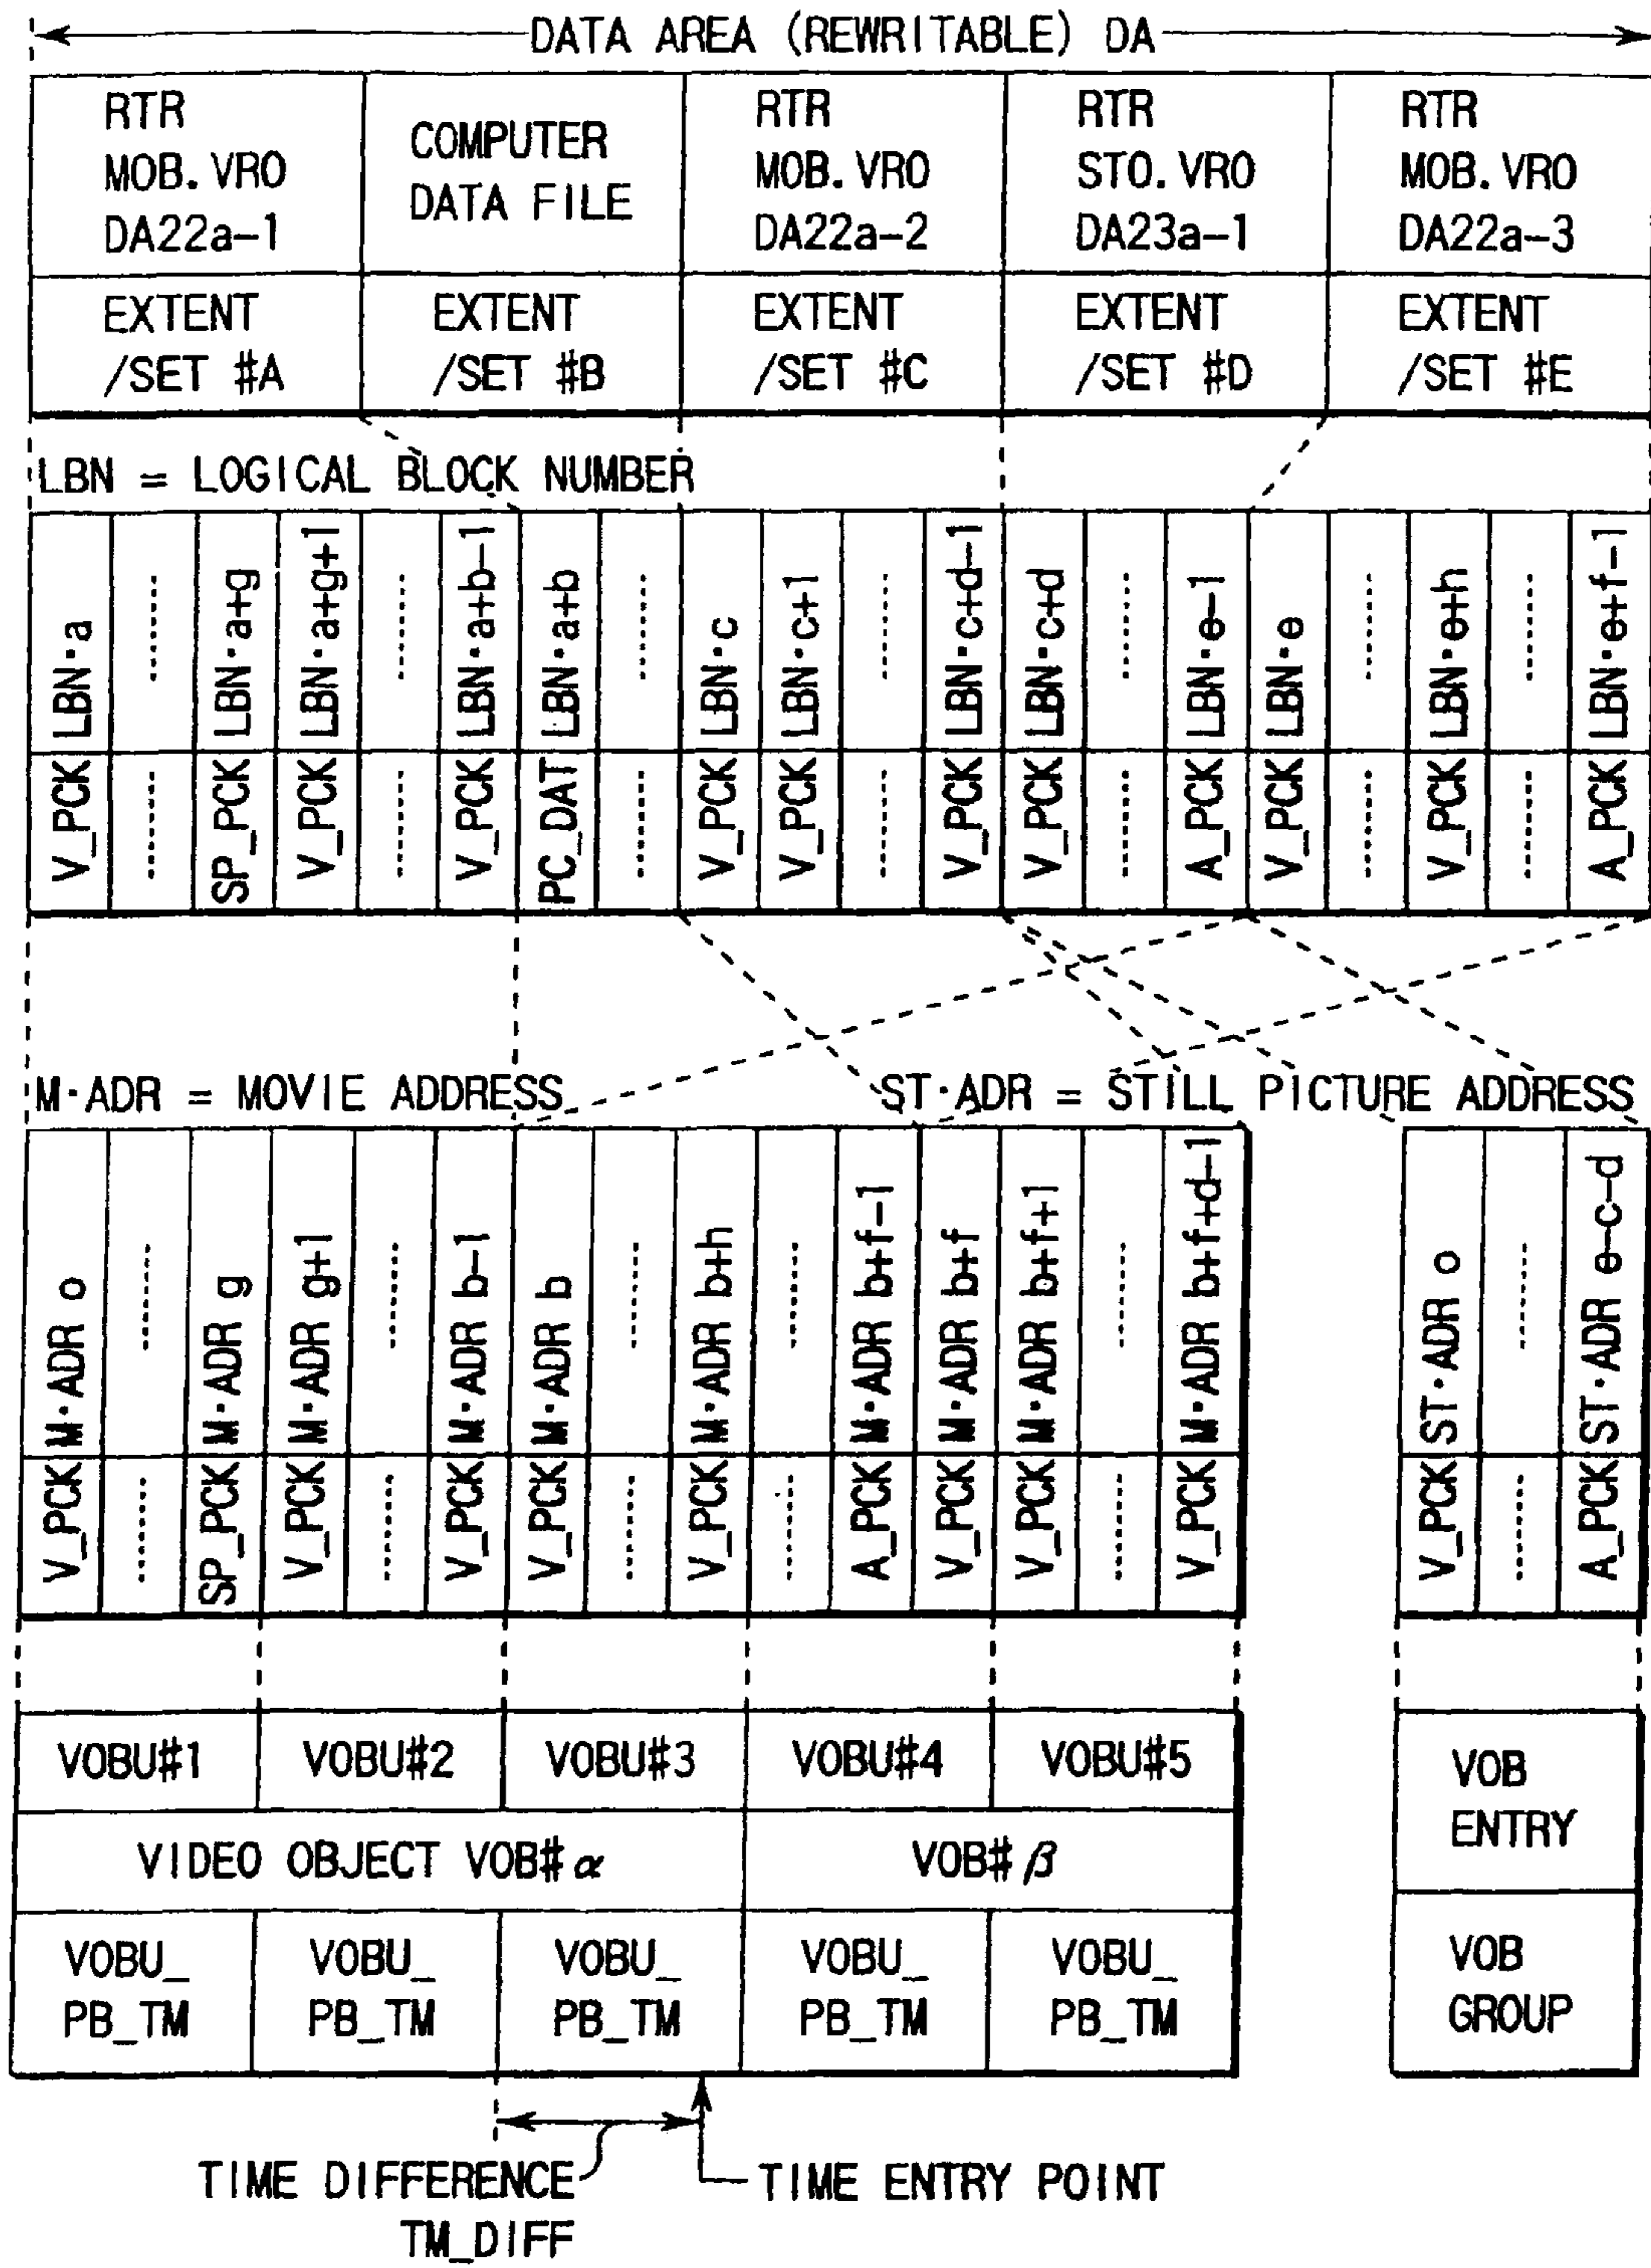 DATA AREA (REWRITABLE) DA
RTR MOB.VRO DA22a-1
COMPUTER DATA FILE
RTR MOB.VRO DA22a-2
RTR STO.VRO DA23a-1
RTR MOB.VRO DA22a-3
EXTENT /SET #A
EXTENT /SET #B
EXTENT /SET #C
EXTENT /SET #D
EXTENT /SET #E
LBN = LOGICAL BLOCK NUMBER
V_PCK LBN·a
SP_PCK LBN·a+g
V_PCK LBN·a+g+1
V_PCK LBN·a+b-1
PC_DAT LBN·a+b
V_PCK LBN·c
V_PCK LBN·c+1
V_PCK LBN·c+d-1
V_PCK LBN·c+d
A_PCK LBN·e-1
V_PCK LBN·e
V_PCK LBN·e+h
A_PCK LBN·e+f-1
M·ADR = MOVIE ADDRESS
ST·ADR = STILL PICTURE ADDRESS
V_PCK M·ADR o
SP_PCK M·ADR g
V_PCK M·ADR g+1
V_PCK M·ADR b-1
V_PCK M·ADR b
V_PCK M·ADR b+h
A_PCK M·ADR b+f-1
V_PCK M·ADR b+f
V_PCK M·ADR b+f+1
V_PCK M·ADR b+f+d-1
V_PCK ST·ADR o
A_PCK ST·ADR e-c-d
VOBU#1
VOBU#2
VOBU#3
VOBU#4
VOBU#5
VOB ENTRY
VIDEO OBJECT VOB#α
VOB#β
VOBU_ PB_TM
VOBU_ PB_TM
VOBU_ PB_TM
VOBU_ PB_TM
VOBU_ PB_TM
VOB GROUP
TIME DIFFERENCE TM_DIFF
TIME ENTRY POINT